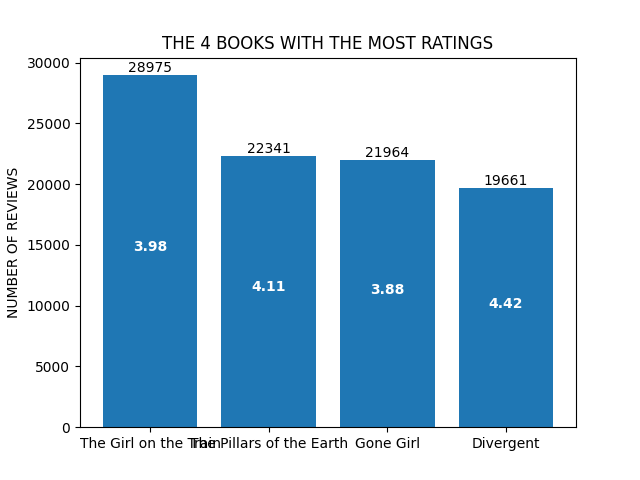 THE 4 BOOKS WITH THE MOST RATINGS
NUMBER OF REVIEWS
30000
25000
20000
15000
10000
5000
0
28975
22341
21964
19661
3.98
4.11
3.88
4.42
The Girl on the Train
The Pillars of the Earth
Gone Girl
Divergent